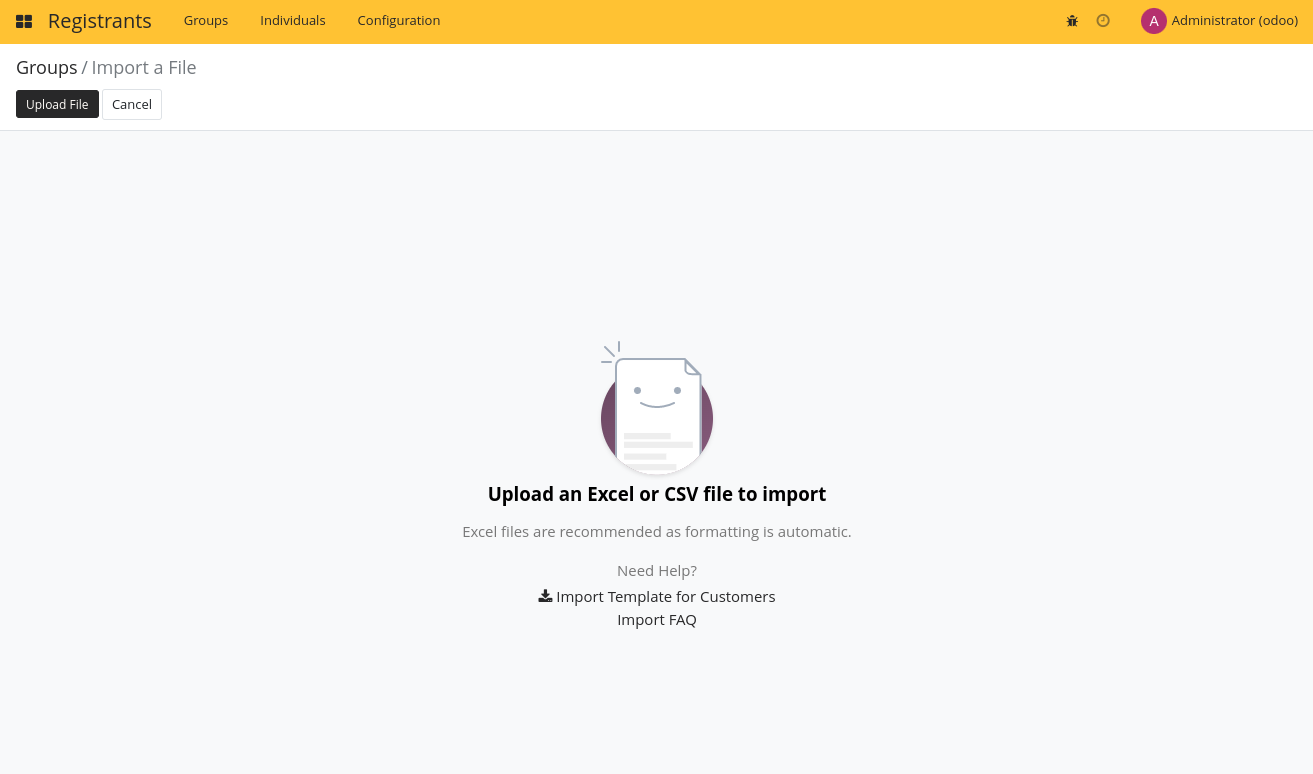 Registrants Groups Individuals Configuration A Administrator (odoo)
Groups / Import a File
Upload File Cancel
Upload an Excel or CSV file to import
Excel files are recommended as formatting is automatic.
Need Help?
Import Template for Customers
Import FAQ